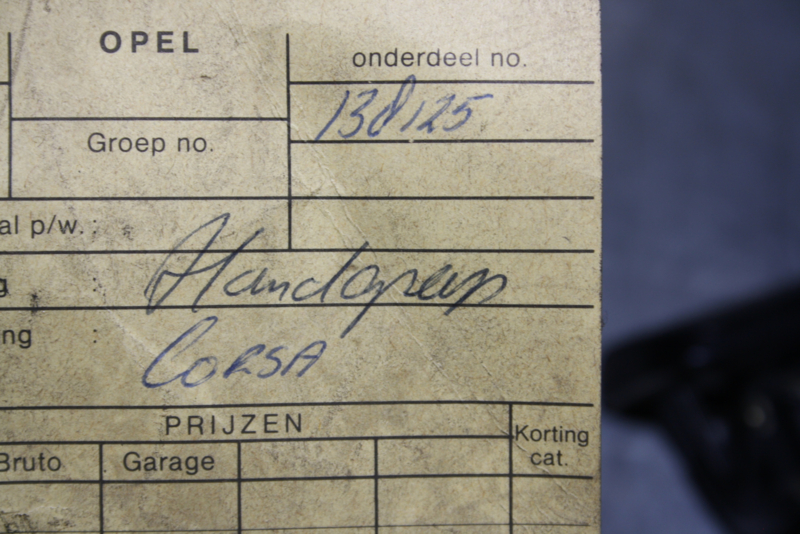 OPEL
onderdeel no.
138125
Groep no.
al p/w. :
g : Handgreep
ng : CORSA
PRIJZEN
Korting
cat.
Bruto Garage